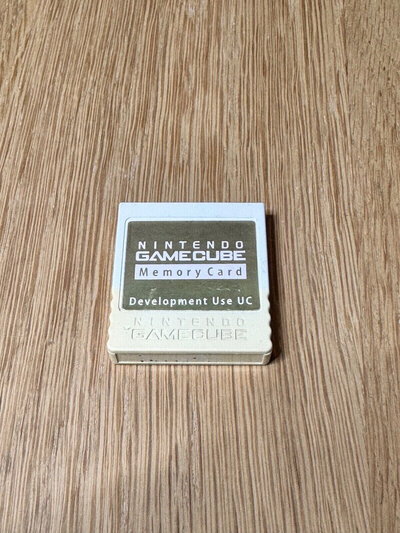 NINTENDO
GAMECUBE
Memory Card
Development Use UC
NINTENDO
GAMECUBE